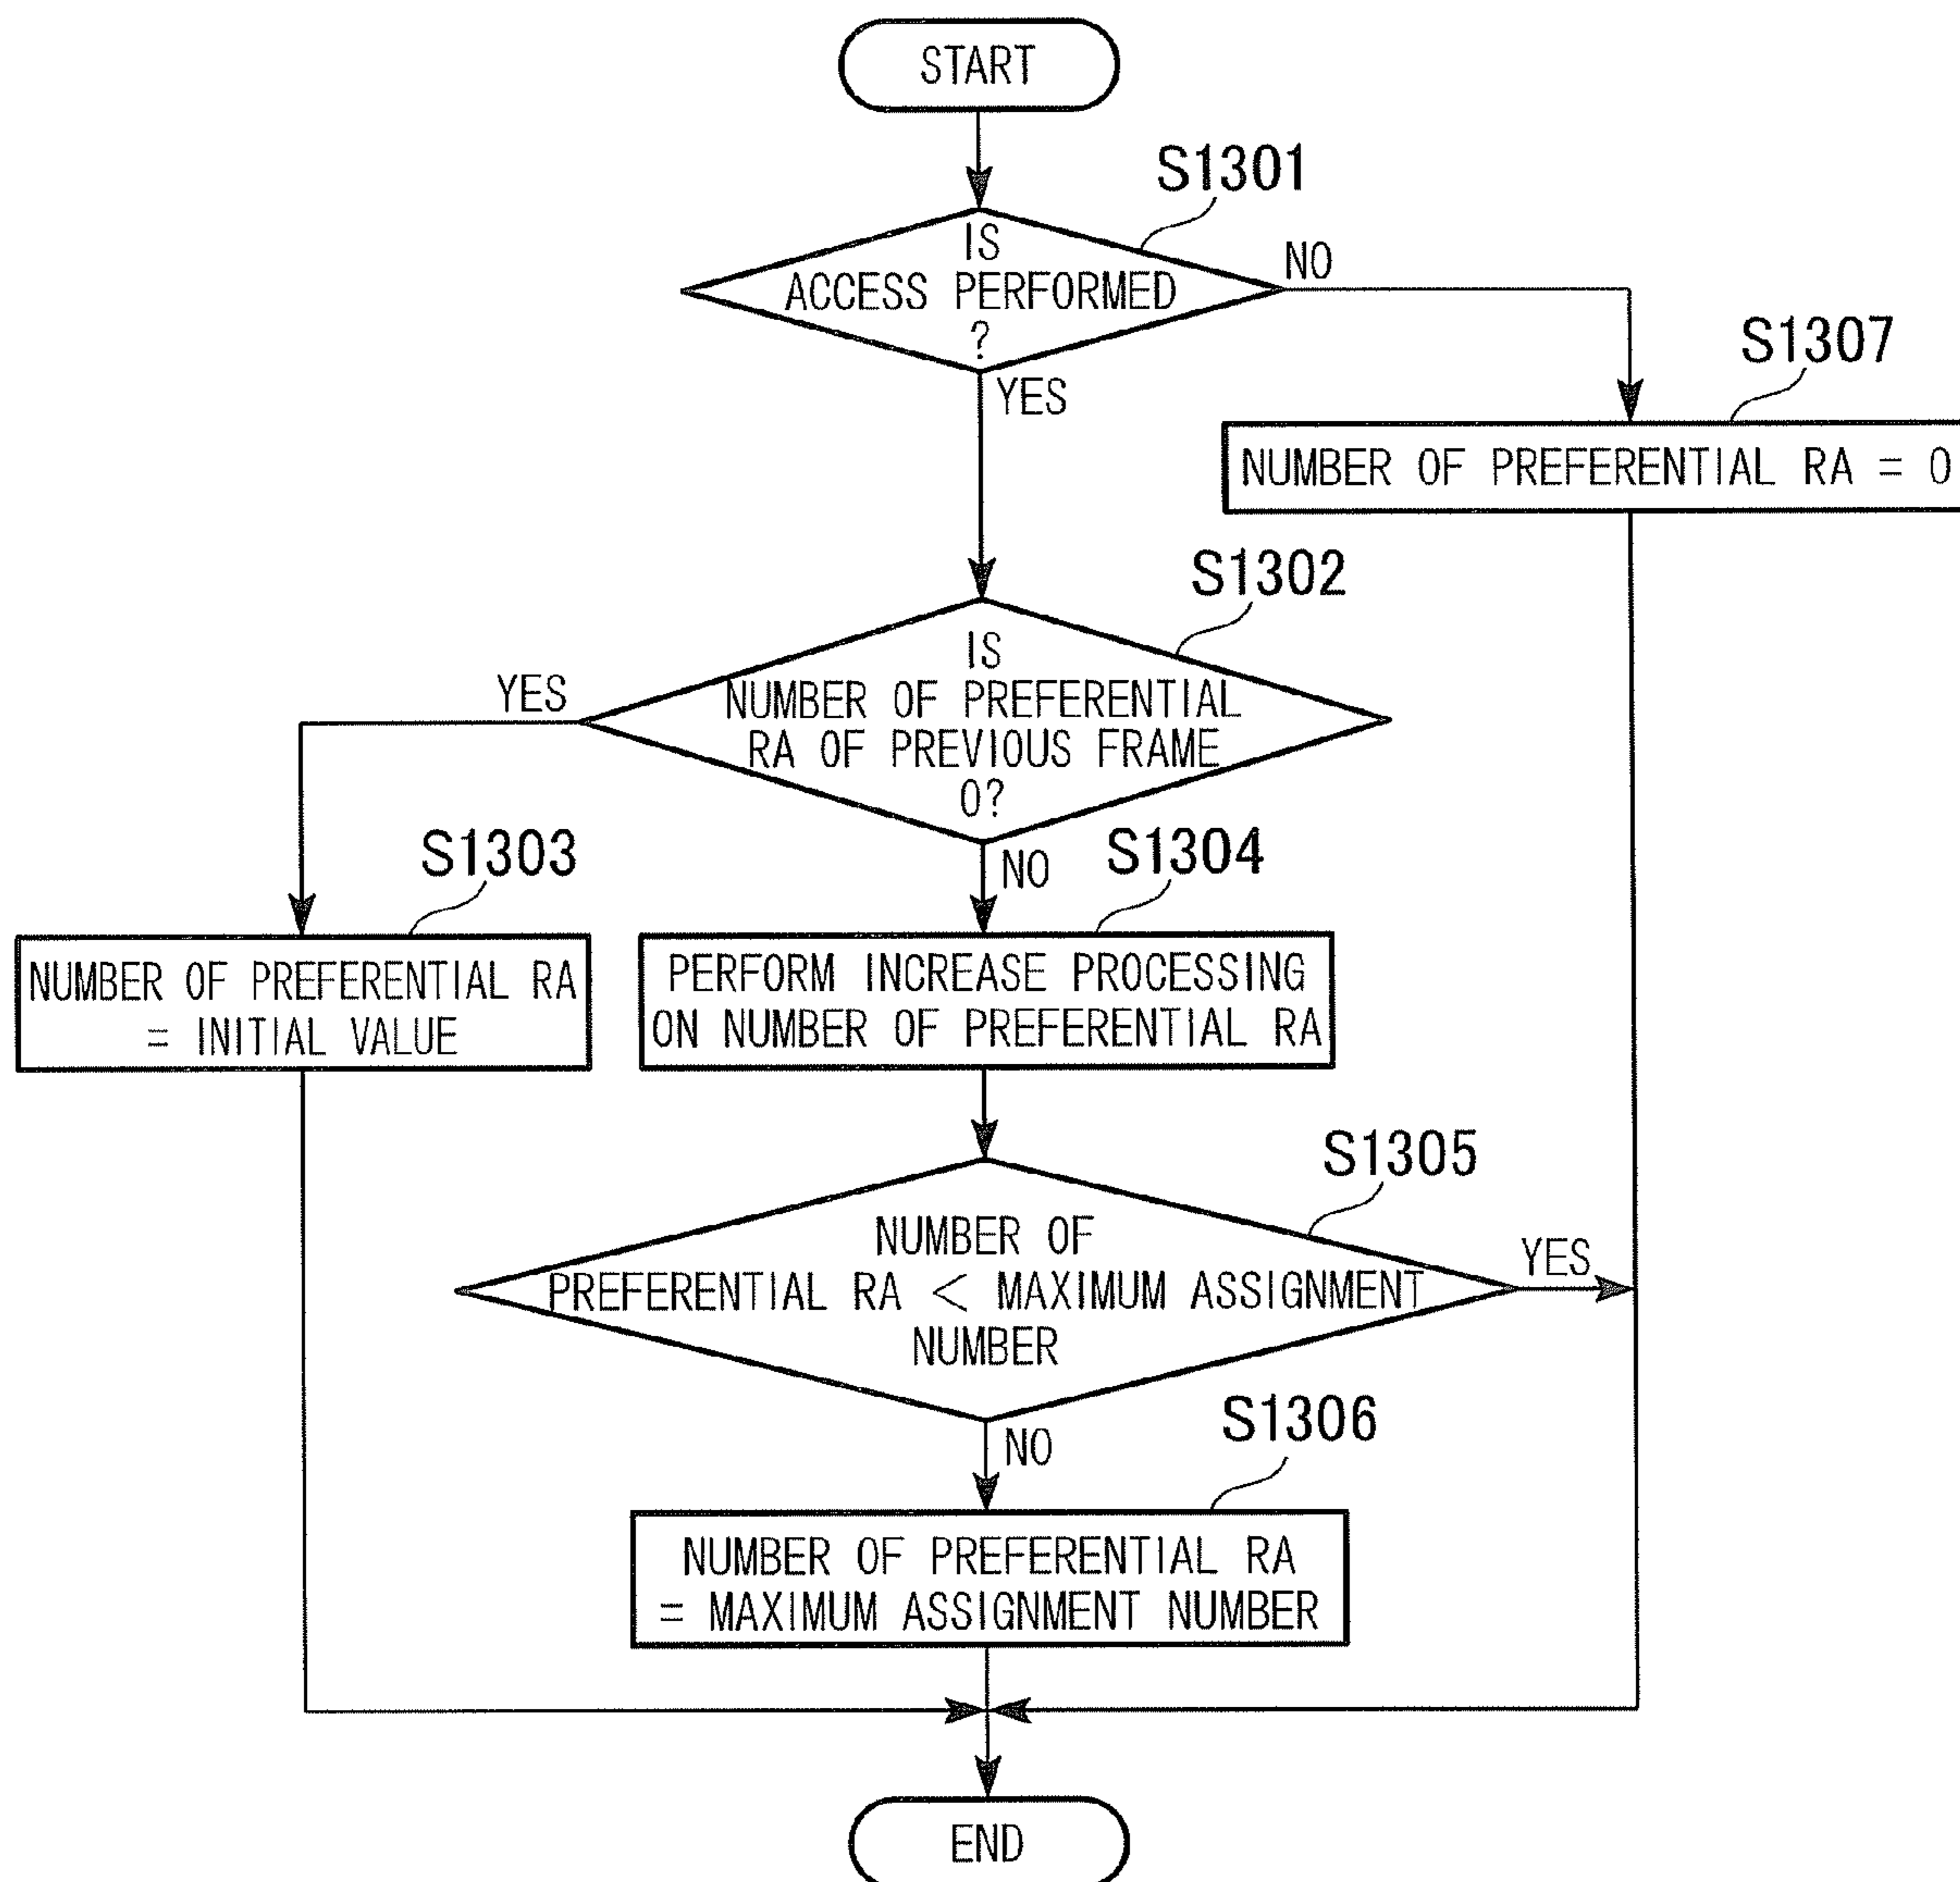 START
S1301
IS
ACCESS PERFORMED
?
NO
YES
S1307
NUMBER OF PREFERENTIAL RA = 0
S1302
IS
NUMBER OF PREFERENTIAL
RA OF PREVIOUS FRAME
0?
YES
NO
S1303
NUMBER OF PREFERENTIAL RA
= INITIAL VALUE
S1304
PERFORM INCREASE PROCESSING
ON NUMBER OF PREFERENTIAL RA
S1305
NUMBER OF
PREFERENTIAL RA < MAXIMUM ASSIGNMENT
NUMBER
YES
NO
S1306
NUMBER OF PREFERENTIAL RA
= MAXIMUM ASSIGNMENT NUMBER
END